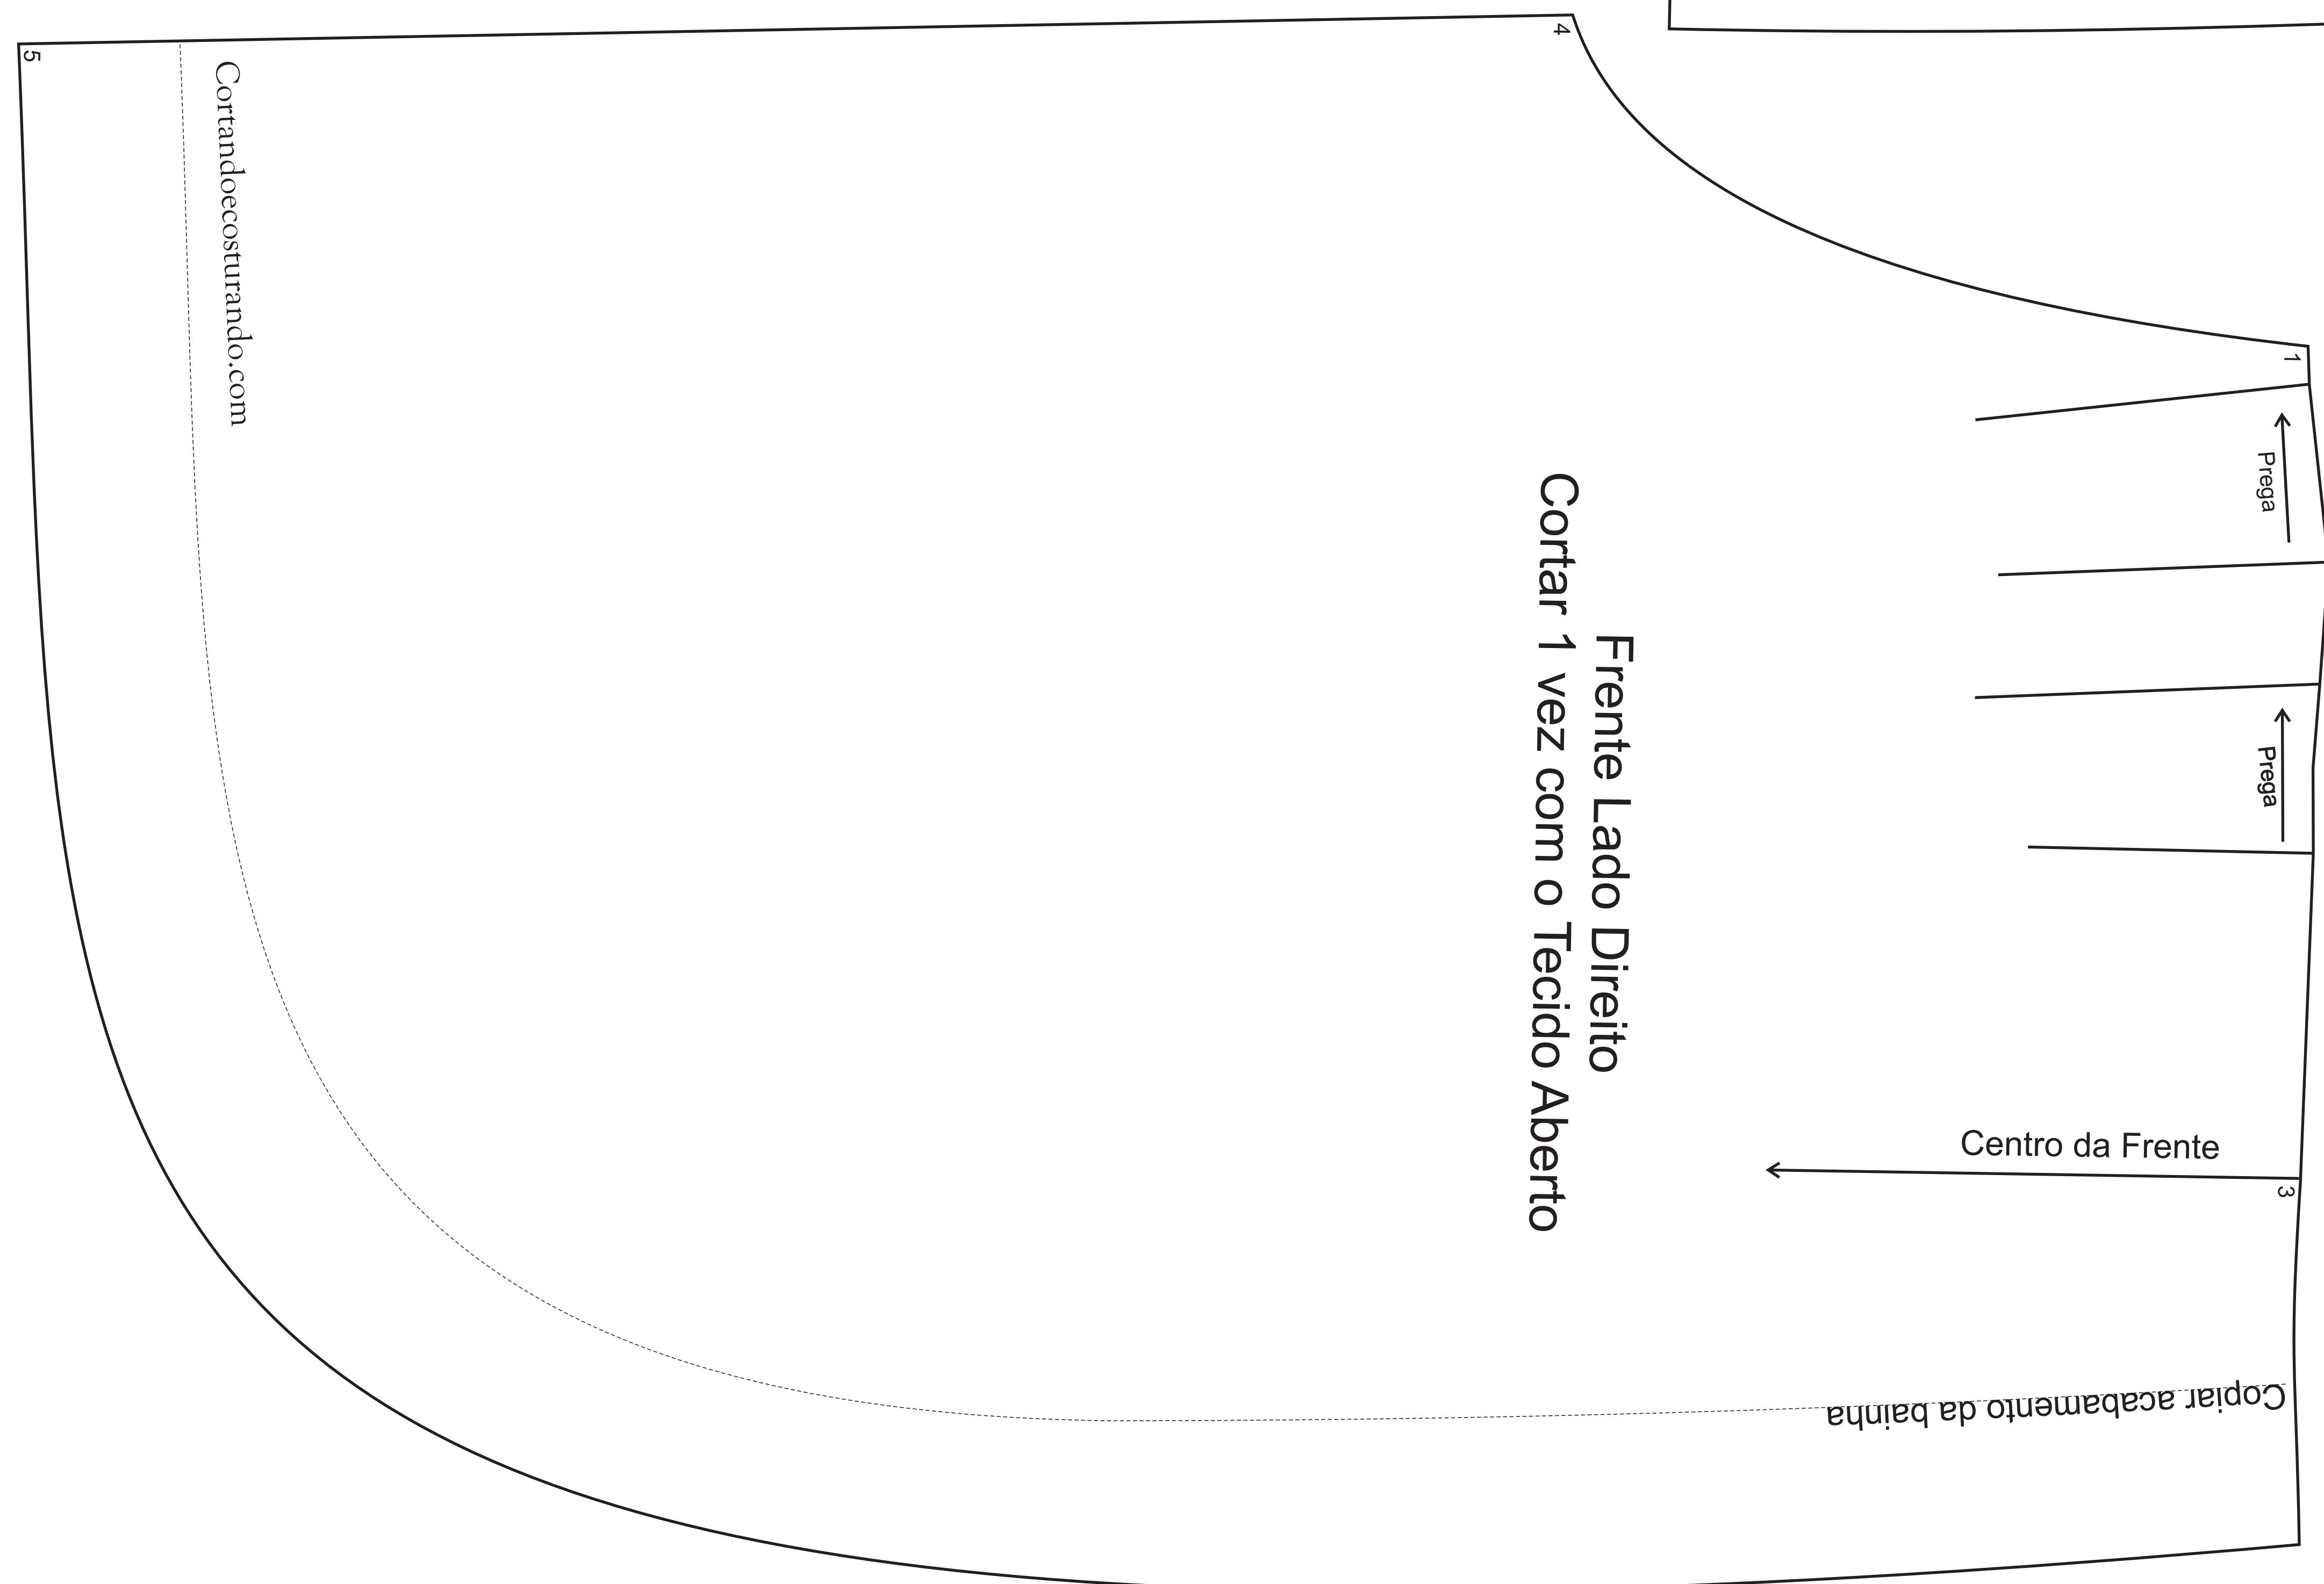 5
4
Cortandoecosturando.com
1
Prega
Prega
Frente Lado Direito
Cortar 1 vez com o Tecido Aberto
Centro da Frente
3
Copiar acabamento da bainha